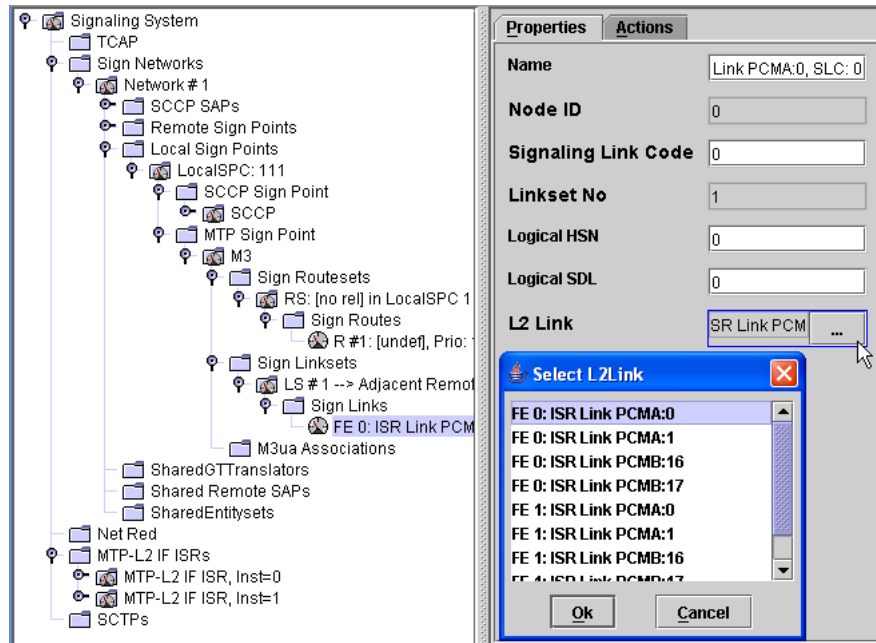 Signaling System
TCAP
Sign Networks
Network # 1
SCCP SAPs
Remote Sign Points
Local Sign Points
LocalSPC: 111
SCCP Sign Point
SCCP
MTP Sign Point
M3
Sign Routesets
RS: [no rel] in LocalSPC 1
Sign Routes
R #1: [undef], Prio:
Sign Linksets
LS # 1 --> Adjacent Remot
Sign Links
FE 0: ISR Link PCM
M3ua Associations
SharedGTTranslators
Shared Remote SAPs
SharedEntitysets
Net Red
MTP-L2 IF ISRs
MTP-L2 IF ISR, Inst=0
MTP-L2 IF ISR, Inst=1
SCTPs
Properties Actions
Name Link PCMA:0, SLC: 0
Node ID 0
Signaling Link Code 0
Linkset No 1
Logical HSN 0
Logical SDL 0
L2 Link SR Link PCM ...
Select L2Link
FE 0: ISR Link PCMA:0
FE 0: ISR Link PCMA:1
FE 0: ISR Link PCMB:16
FE 0: ISR Link PCMB:17
FE 1: ISR Link PCMA:0
FE 1: ISR Link PCMA:1
FE 1: ISR Link PCMB:16
FE 1: ISR Link PCMB:17
Ok Cancel